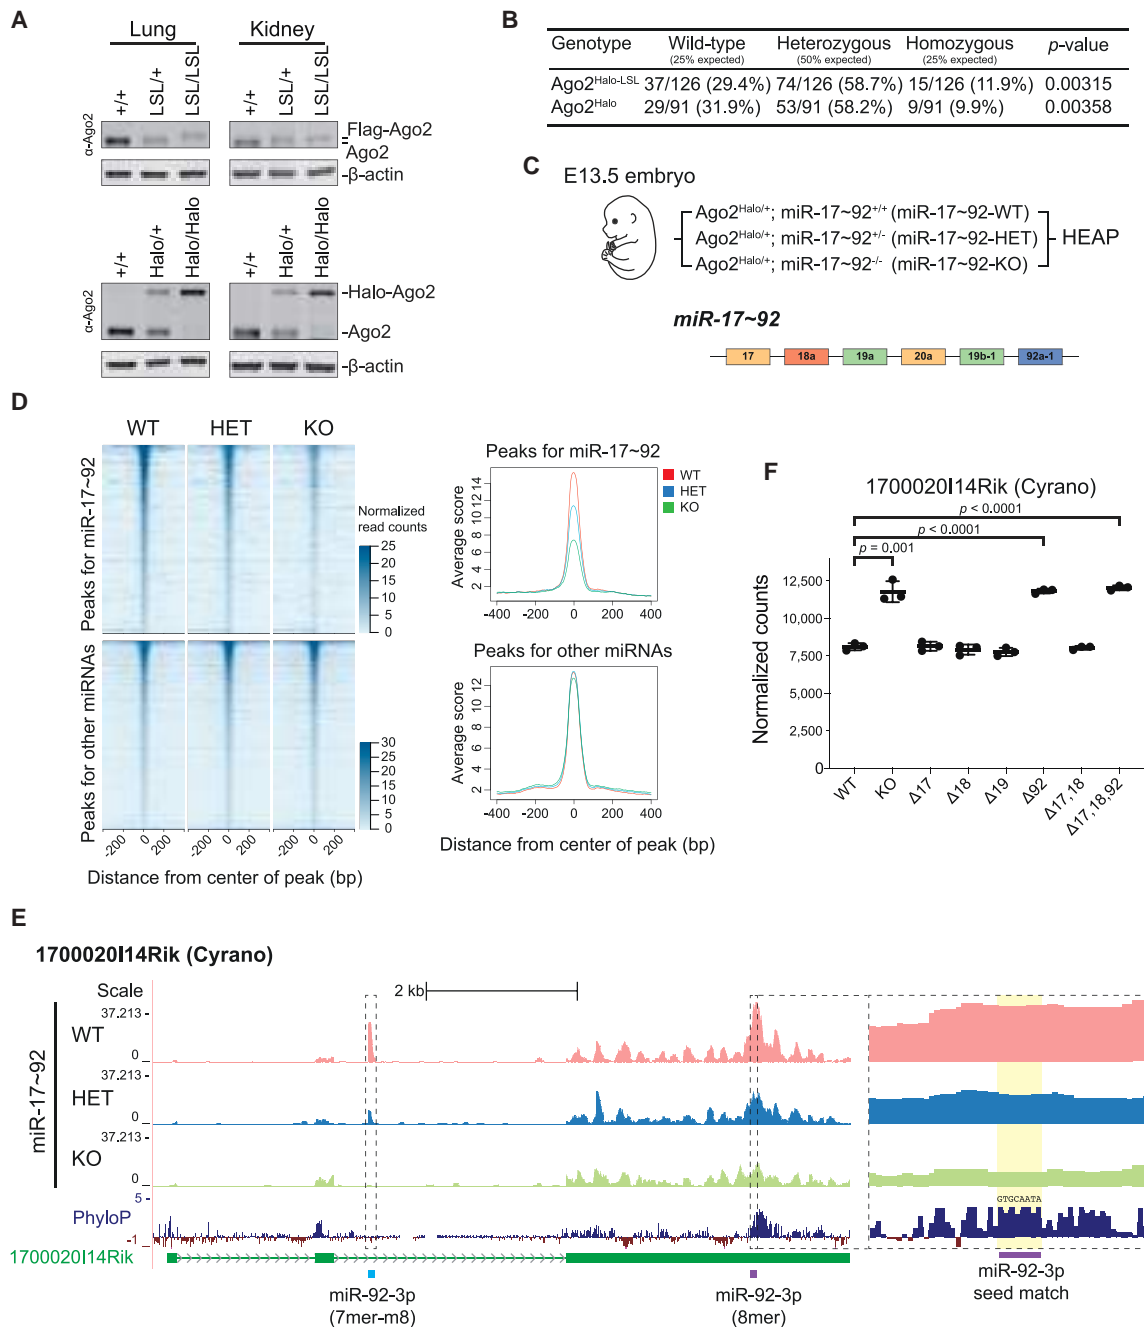 A
Lung
Kidney
+/+
LSL/+
LSL/LSL
+/+
LSL/+
LSL/LSL
α-Ago2
Flag-Ago2
Ago2
-β-actin
+/+
Halo/+
Halo/Halo
+/+
Halo/+
Halo/Halo
α-Ago2
-Halo-Ago2
-Ago2
-β-actin
B
Genotype Wild-type Heterozygous Homozygous p-value
(25% expected) (50% expected) (25% expected)
Ago2Halo-LSL 37/126 (29.4%) 74/126 (58.7%) 15/126 (11.9%) 0.00315
Ago2Halo 29/91 (31.9%) 53/91 (58.2%) 9/91 (9.9%) 0.00358
C
E13.5 embryo
Ago2Halo/+; miR-17~92+/+ (miR-17~92-WT)
Ago2Halo/+; miR-17~92+/- (miR-17~92-HET)
Ago2Halo/+; miR-17~92-/- (miR-17~92-KO)
HEAP
miR-17~92
17 18a 19a 20a 19b-1 92a-1
D
WT HET KO
Peaks for miR-17~92
Normalized
read counts
25
20
15
10
5
0
Peaks for other miRNAs
30
25
20
15
10
5
0
-200 0 200 -200 0 200 -200 0 200
Distance from center of peak (bp)
Peaks for miR-17~92
WT
HET
KO
Average score
2 4 6 8 10 12 14
-400 -200 0 200 400
Peaks for other miRNAs
Average score
2 4 6 8 12
-400 -200 0 200 400
Distance from center of peak (bp)
F
1700020I14Rik (Cyrano)
p < 0.0001
p < 0.0001
p = 0.001
Normalized counts
12,500
10,000
7,500
5,000
2,500
0
WT KO Δ17 Δ18 Δ19 Δ92 Δ17,18 Δ17,18,92
E
1700020I14Rik (Cyrano)
Scale
2 kb
miR-17~92
37.213 -
WT
0
37.213 -
HET
0
37.213 -
KO
0
5 -
PhyloP
-1
GTGCAATA
1700020I14Rik
miR-92-3p
(7mer-m8)
miR-92-3p
(8mer)
miR-92-3p
seed match